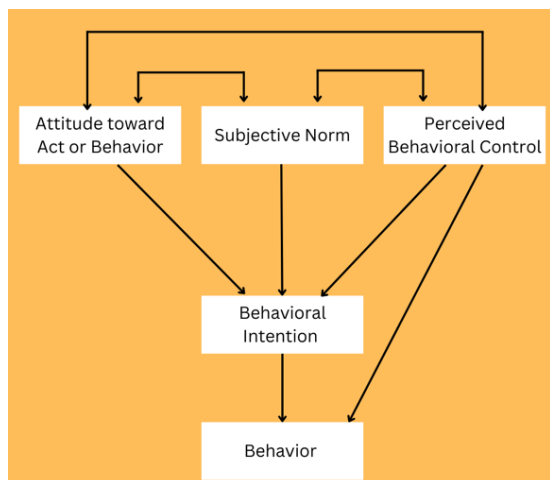 Attitude toward
Act or Behavior
Subjective Norm
Perceived
Behavioral Control
Behavioral
Intention
Behavior